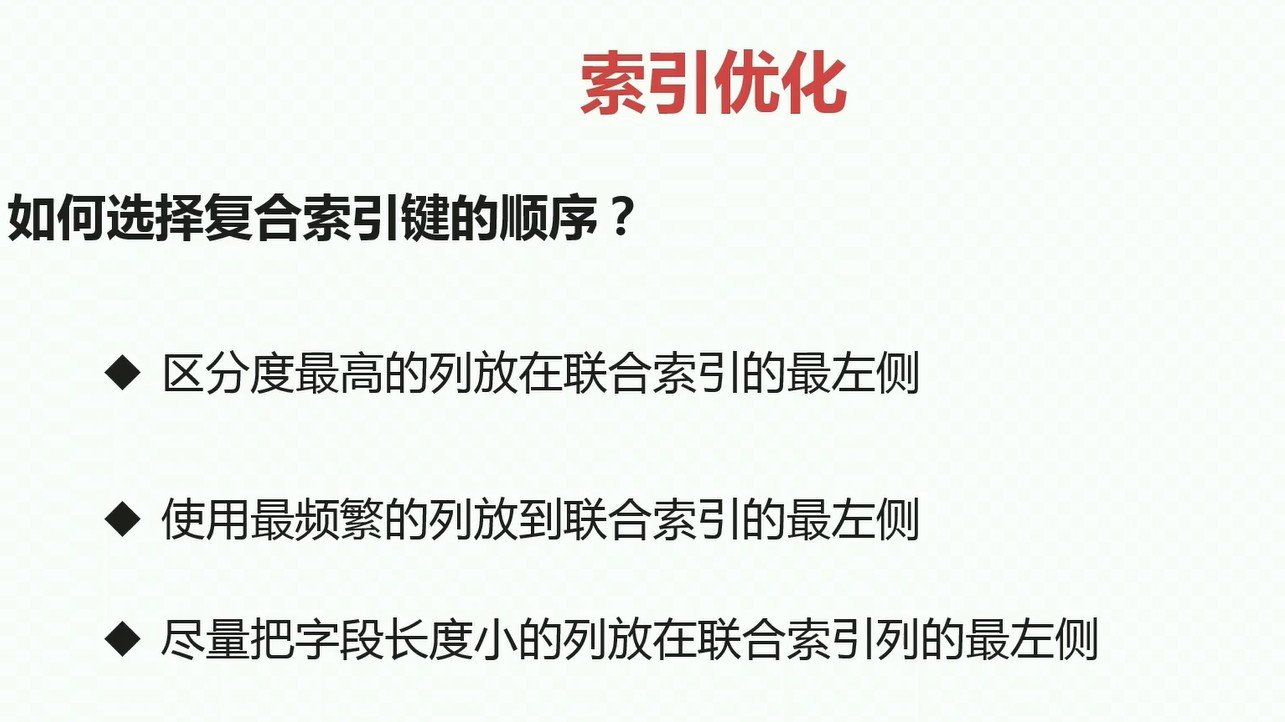 索引优化
如何选择复合索引键的顺序？
◆ 区分度最高的列放在联合索引的最左侧
◆ 使用最频繁的列放到联合索引的最左侧
◆ 尽量把字段长度小的列放在联合索引列的最左侧